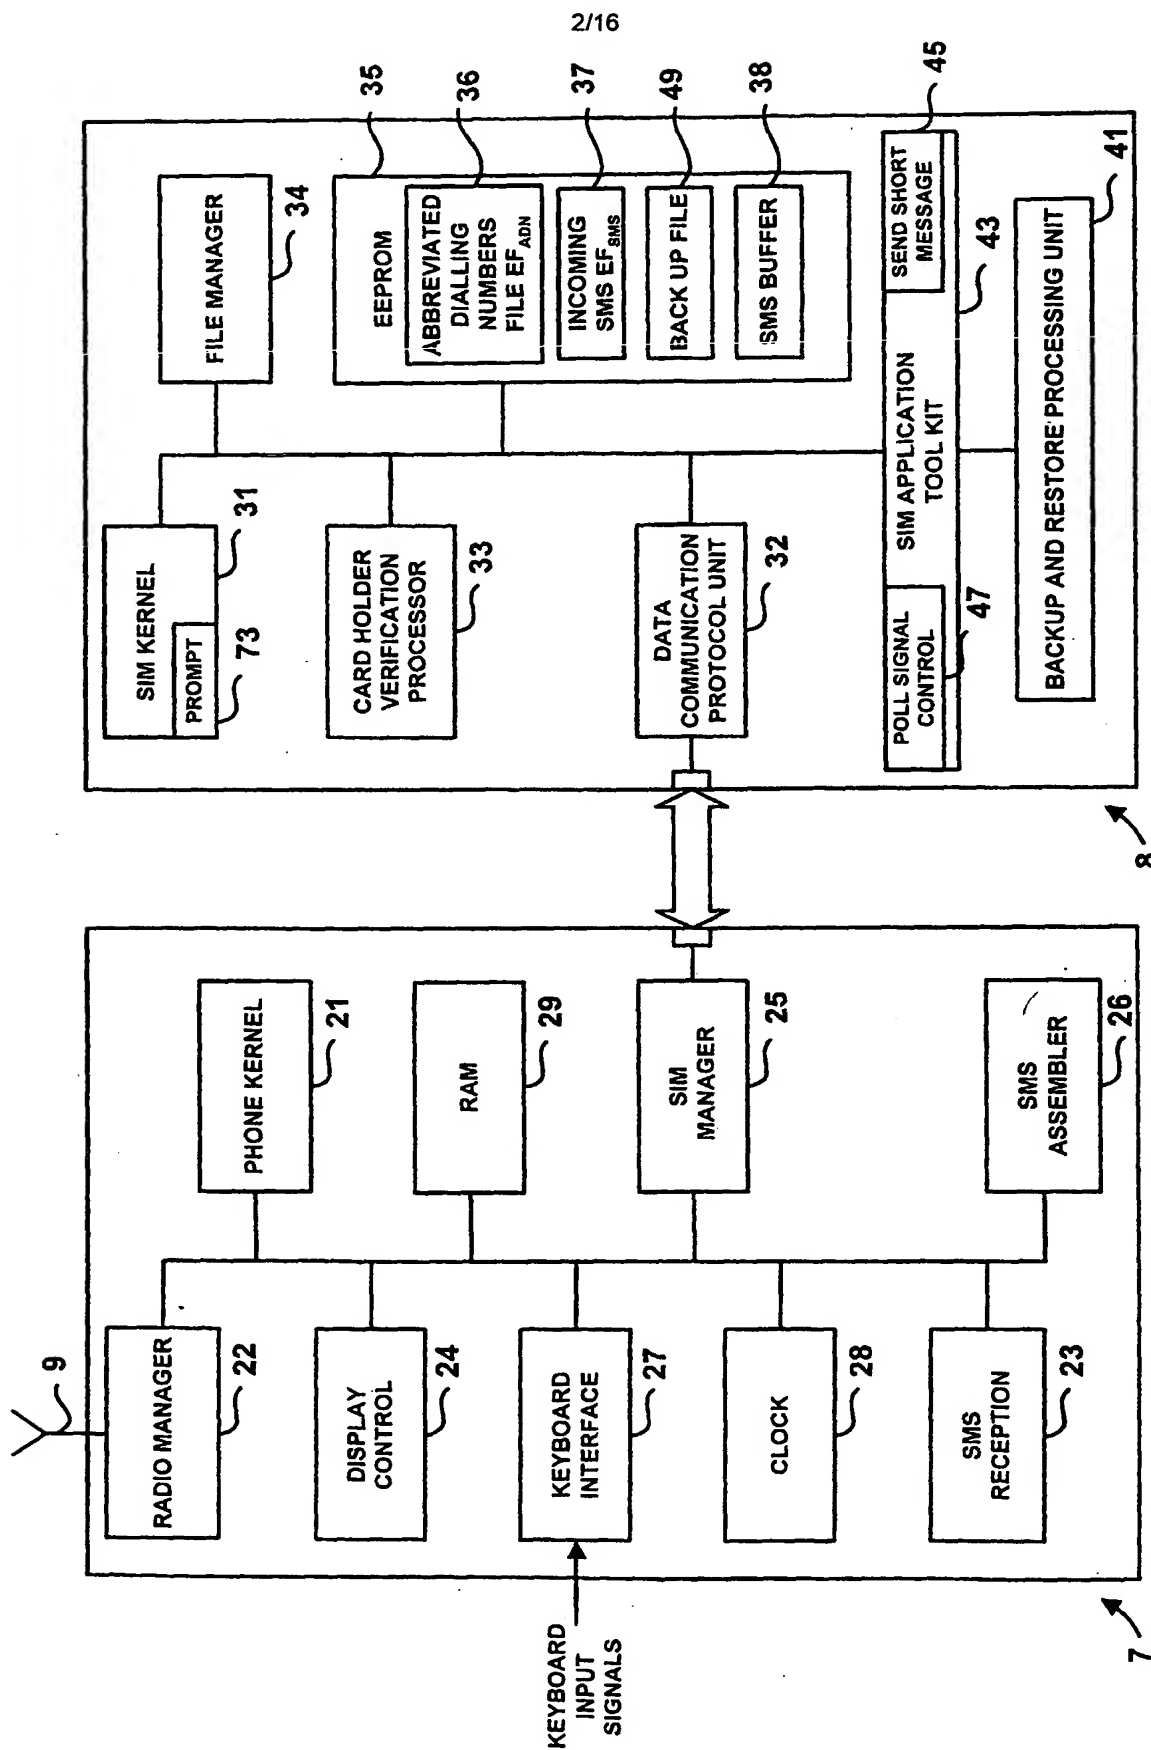 2/16
9
RADIO MANAGER
22
PHONE KERNEL
21
DISPLAY
CONTROL
24
RAM
29
KEYBOARD
INPUT
SIGNALS
KEYBOARD
INTERFACE
27
SIM
MANAGER
25
CLOCK
28
SMS
RECEPTION
23
SMS
ASSEMBLER
26
7
SIM KERNEL
PROMPT
31
73
FILE MANAGER
34
CARD HOLDER
VERIFICATION
PROCESSOR
33
EEPROM
35
ABBREVIATED
DIALLING
NUMBERS
FILE EFADN
36
INCOMING
SMS EFSMS
37
BACK UP FILE
49
SMS BUFFER
38
DATA
COMMUNICATION
PROTOCOL UNIT
32
POLL SIGNAL
CONTROL
47
SIM APPLICATION
TOOL KIT
43
SEND SHORT
MESSAGE
45
BACKUP AND RESTORE PROCESSING UNIT
41
8